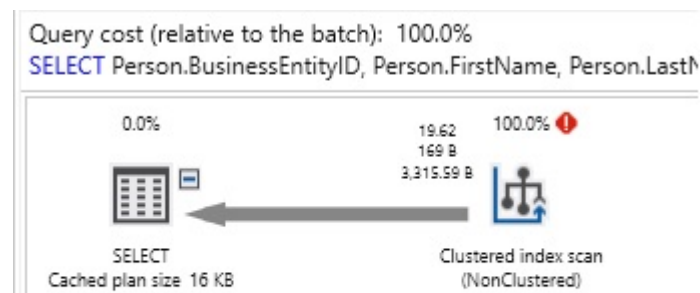 Query cost (relative to the batch): 100.0%
SELECT Person.BusinessEntityID, Person.FirstName, Person.Last
0.0%
19.62
169 B
3,315.59 B
100.0%
SELECT
Cached plan size 16 KB
Clustered index scan
(NonClustered)